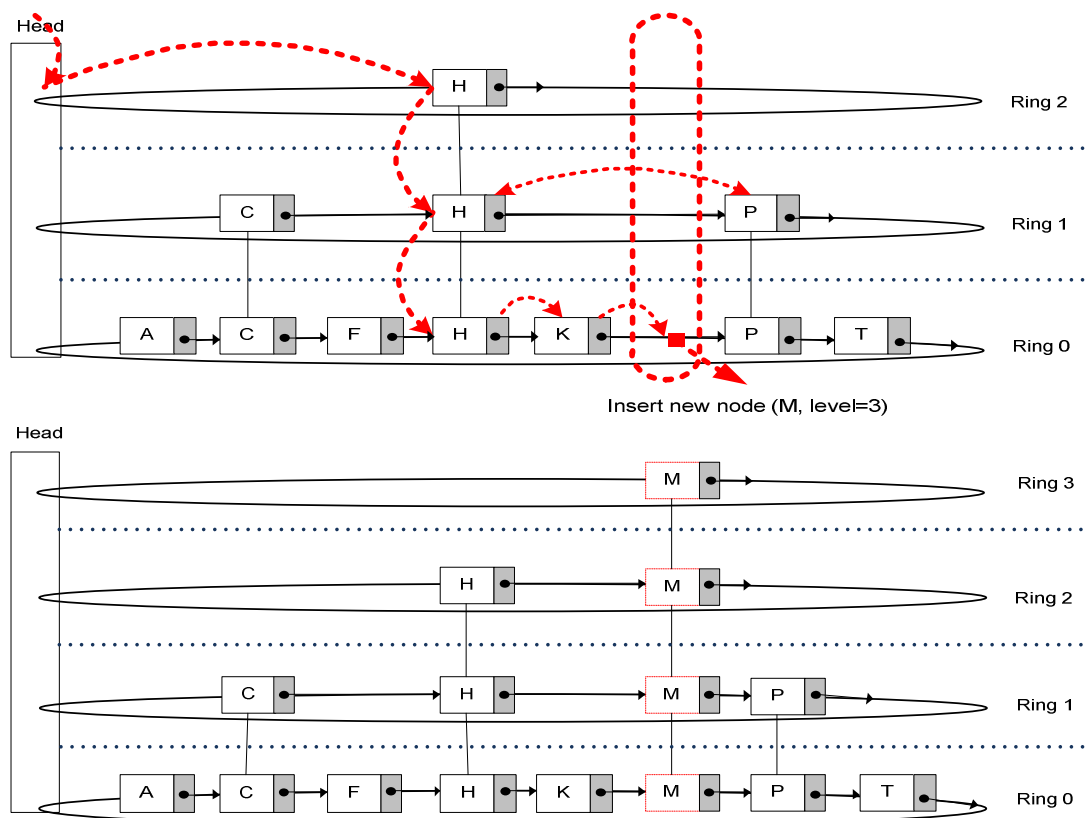 Head
H
Ring 2
C H P
Ring 1
A C F H K P T
Ring 0
Insert new node (M, level=3)
Head
M
Ring 3
H M
Ring 2
C H M P
Ring 1
A C F H K M P T
Ring 0